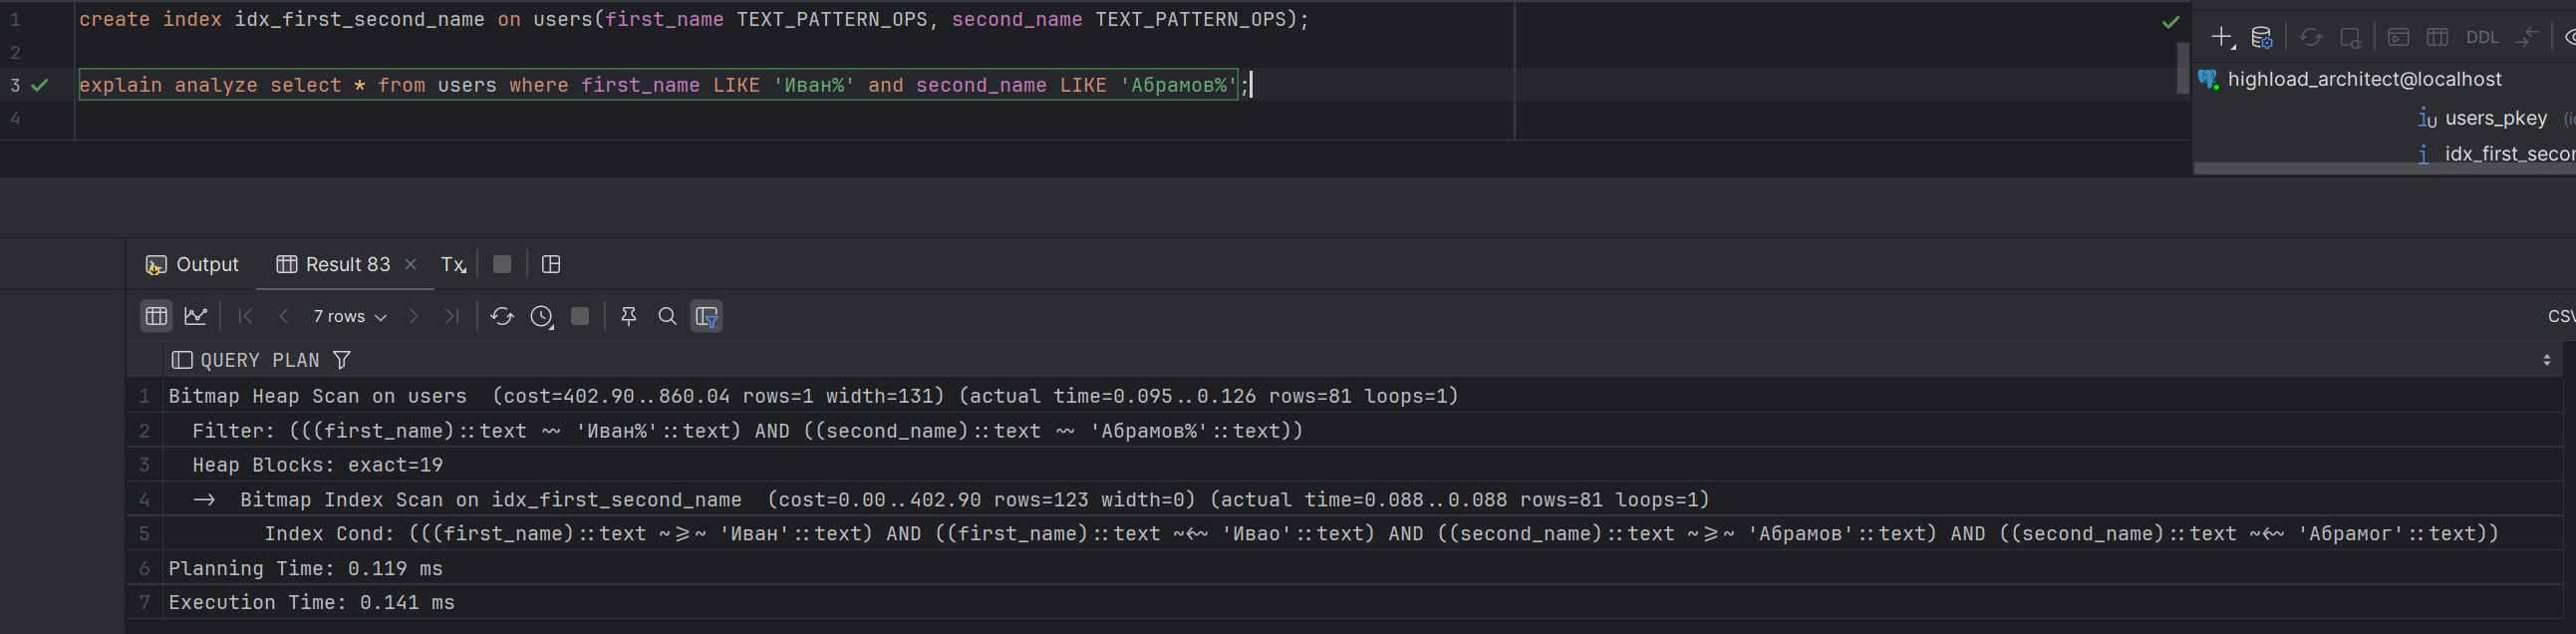 1 create index idx_first_second_name on users(first_name TEXT_PATTERN_OPS, second_name TEXT_PATTERN_OPS);
2
3 explain analyze select * from users where first_name LIKE 'Иван%' and second_name LIKE 'Абрамов%';
4
DDL
highload_architect@localhost
users_pkey
idx_first_secon
Output Result 83 Tx
7 rows
CSV
QUERY PLAN
1 Bitmap Heap Scan on users (cost=402.90..860.04 rows=1 width=131) (actual time=0.095..0.126 rows=81 loops=1)
2 Filter: (((first_name)::text ~~ 'Иван%'::text) AND ((second_name)::text ~~ 'Абрамов%'::text))
3 Heap Blocks: exact=19
4 -> Bitmap Index Scan on idx_first_second_name (cost=0.00..402.90 rows=123 width=0) (actual time=0.088..0.088 rows=81 loops=1)
5 Index Cond: (((first_name)::text ~>=~ 'Иван'::text) AND ((first_name)::text ~<~ 'Ивао'::text) AND ((second_name)::text ~>=~ 'Абрамов'::text) AND ((second_name)::text ~<~ 'Абрамог'::text))
6 Planning Time: 0.119 ms
7 Execution Time: 0.141 ms